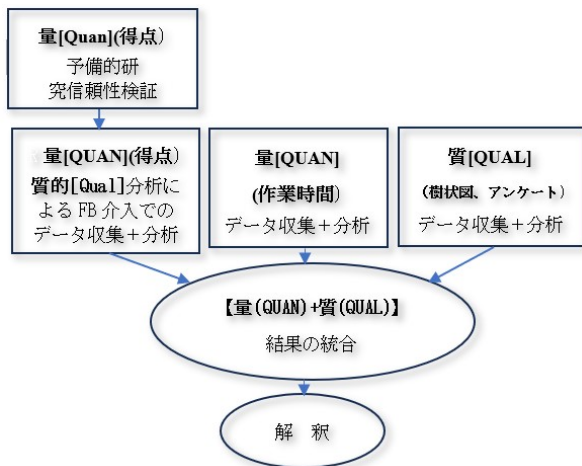 量[Quan](得点)
予備的研
究信頼性検証
量[QUAN](得点)
質的[Qual]分析に
よるFB介入での
データ収集+分析
量[QUAN]
(作業時間)
データ収集+分析
質[QUAL]
(樹状図、アンケート)
データ収集+分析
【量(QUAN)+質(QUAL)】
結果の統合
解 釈